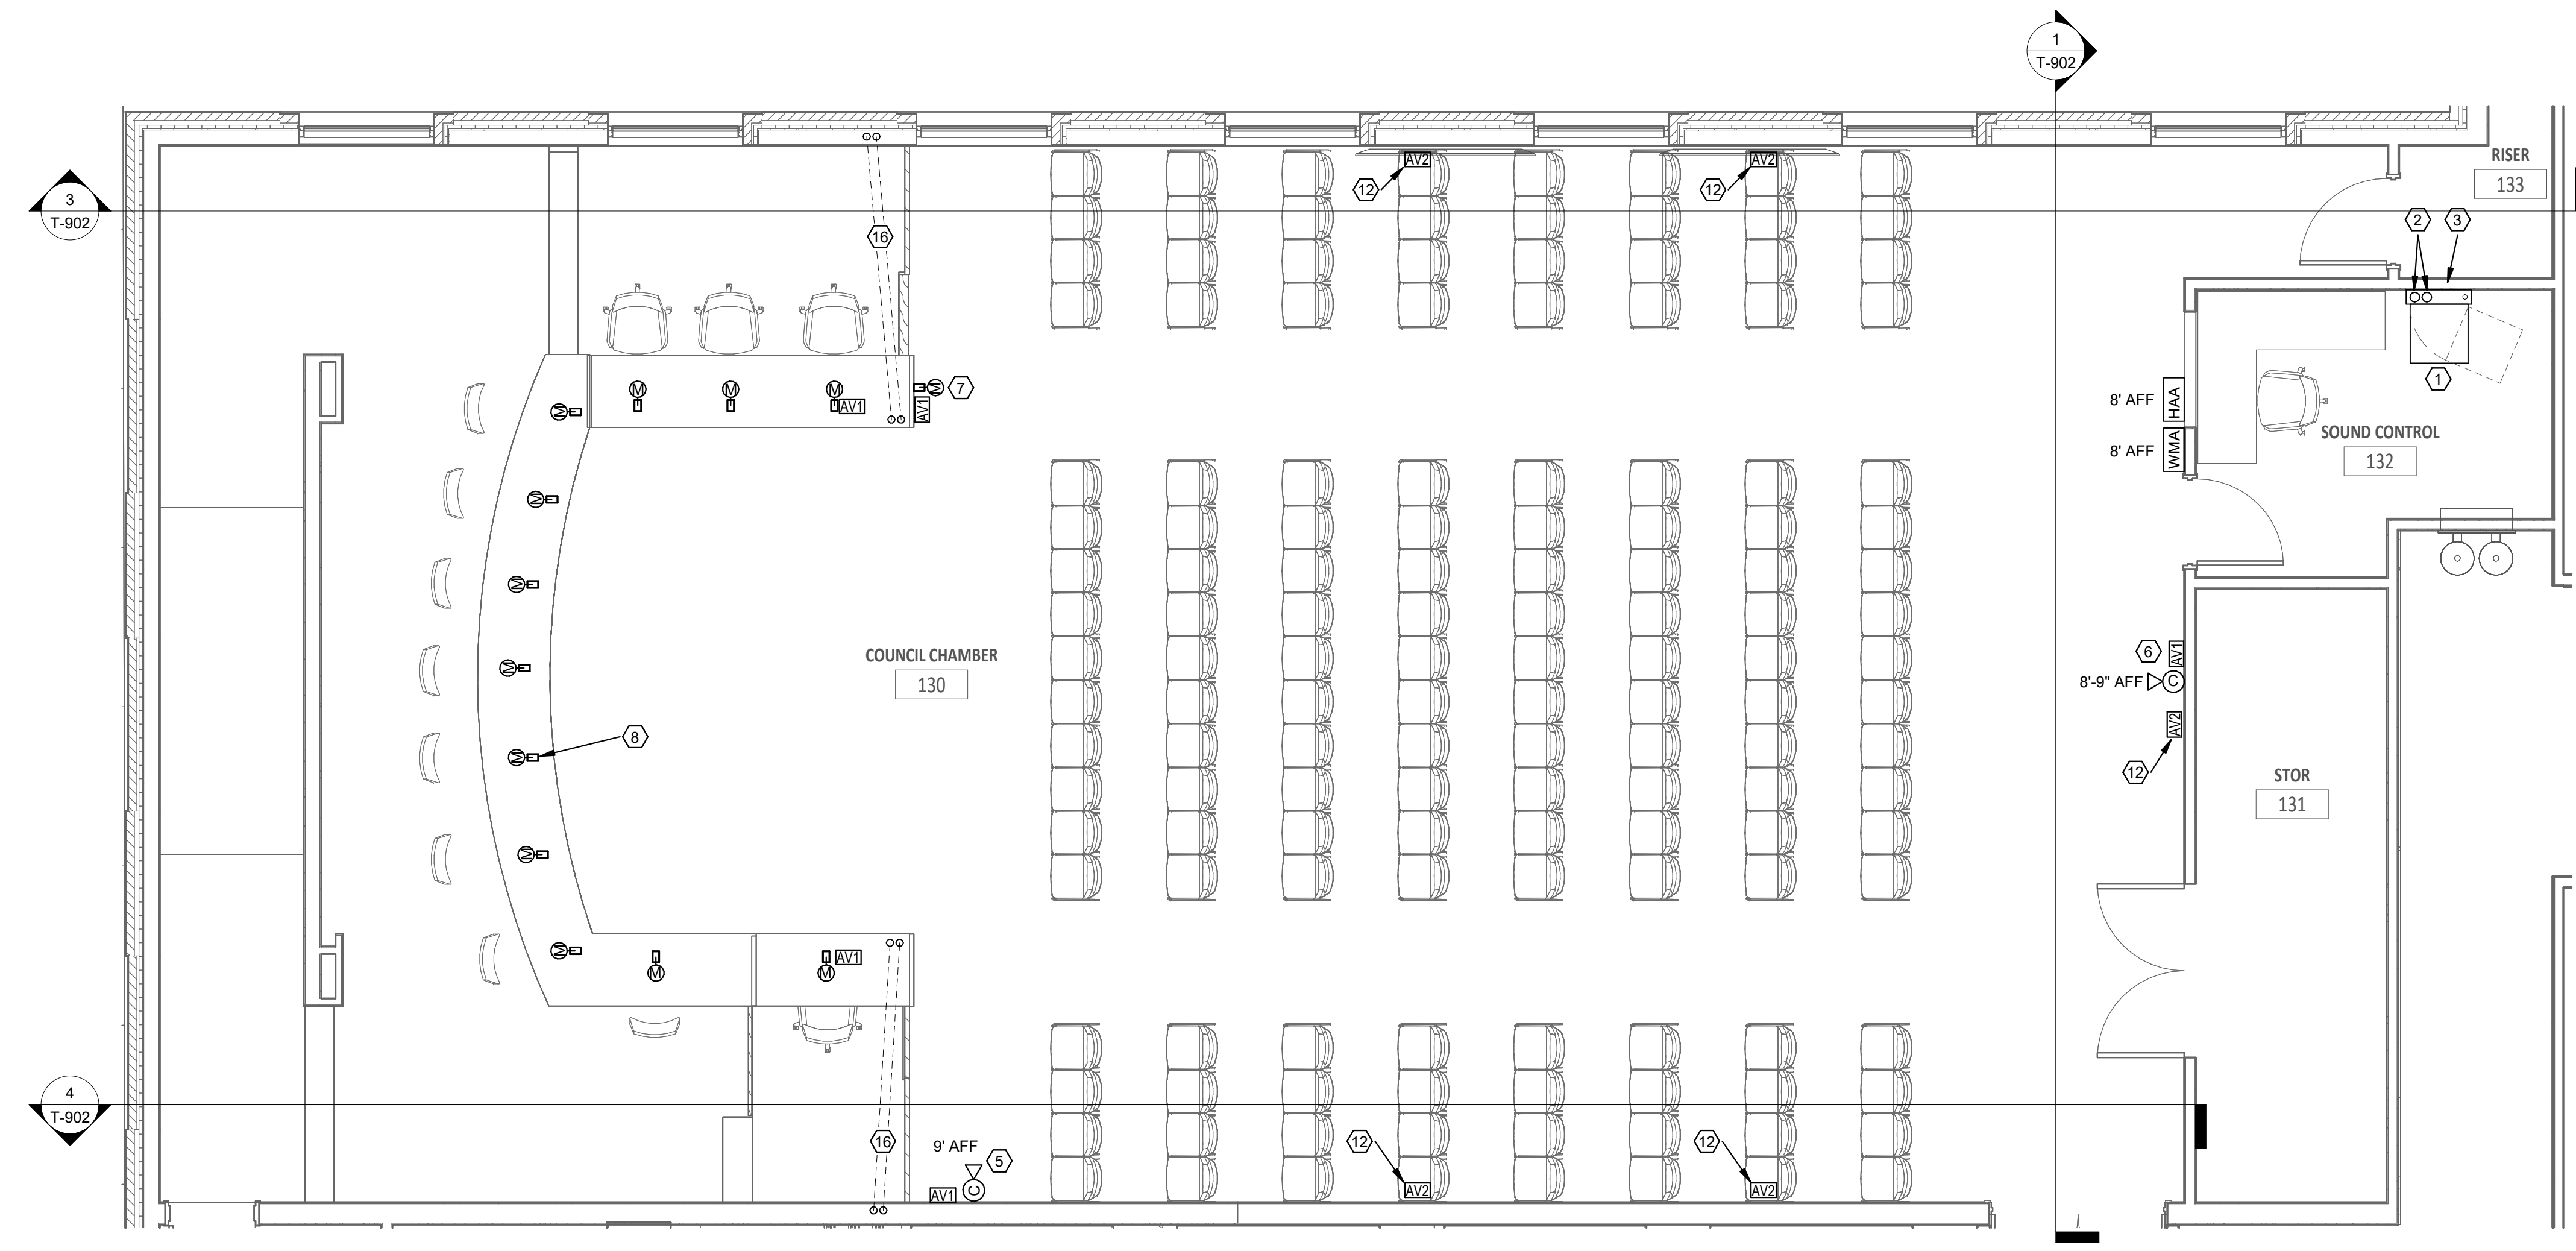 1
T-902
RISER
133
AV2
AV2
12
12
3
T-902
16
2
3
M
M
M
AV1
M
7
AV1
M
1
8' AFF
HAA
SOUND CONTROL
132
8' AFF
WMA
M
M
COUNCIL CHAMBER
130
M
6
AV1
8'-9" AFF
C
AV2
12
8
M
STOR
131
M
M
M
AV1
M
4
T-902
16
9' AFF
5
AV1
C
12
12
AV2
AV2